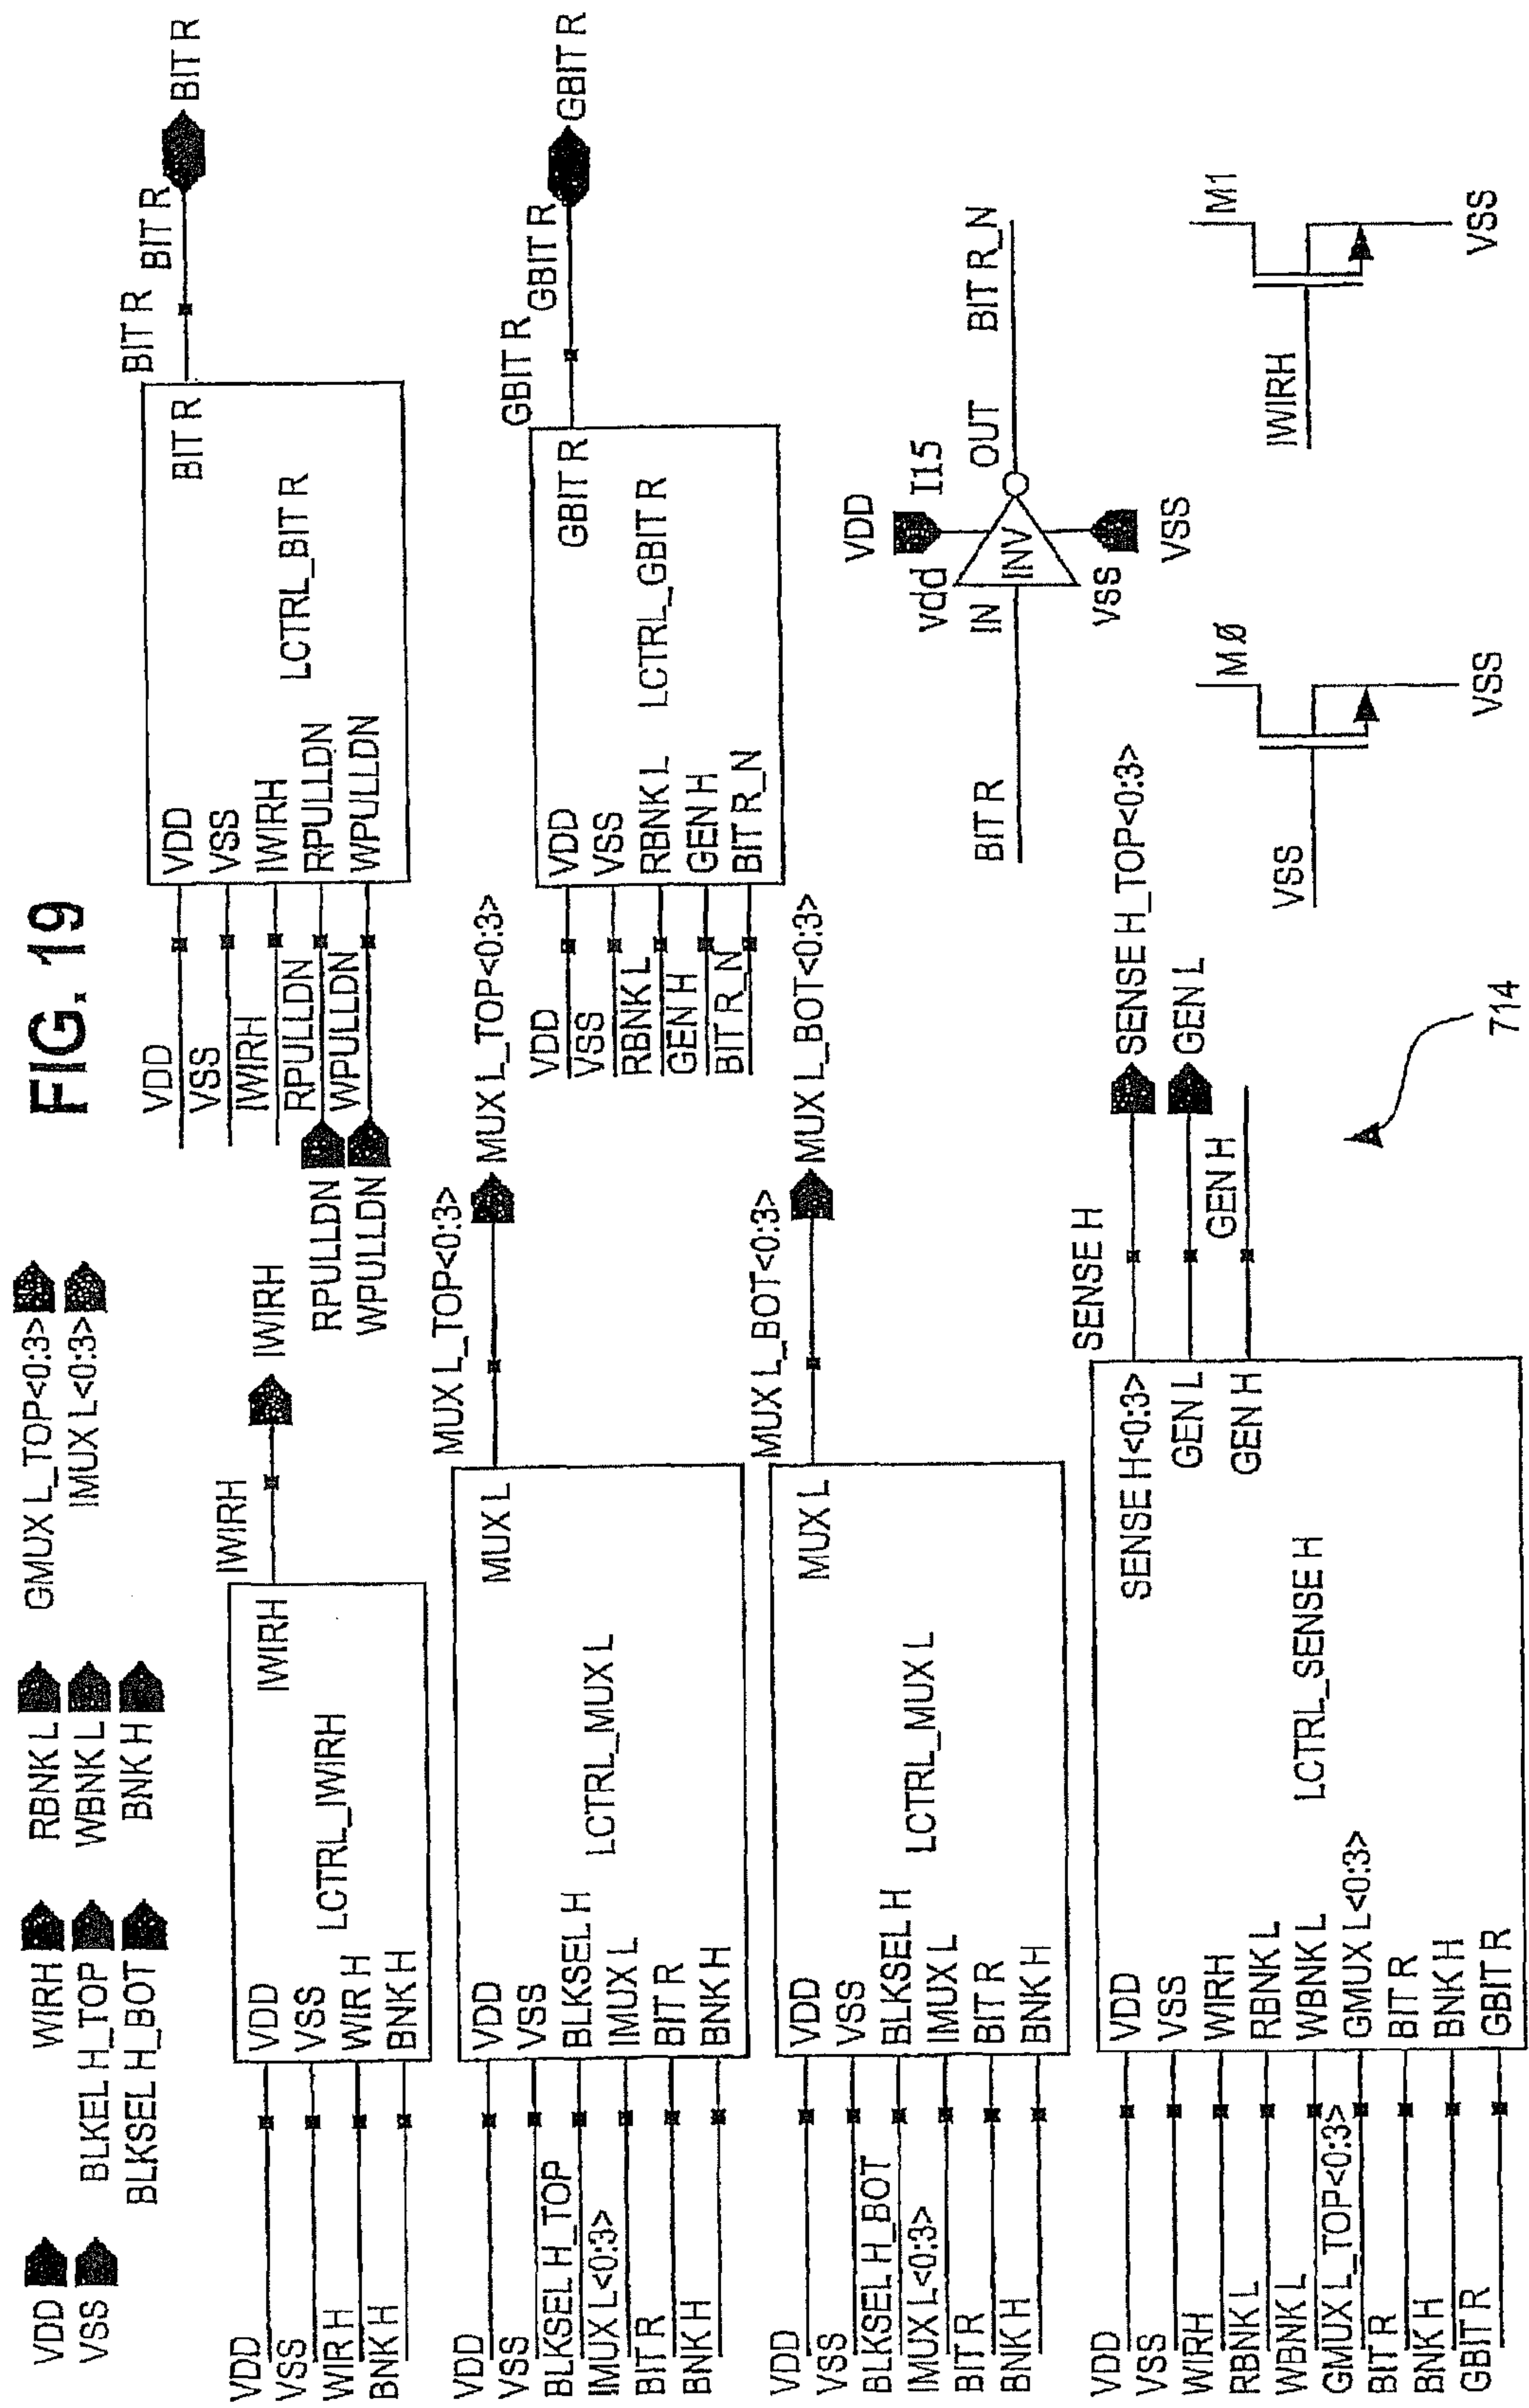 FIG. 19
VDD
VSS
WIRH
BLKEL H_TOP
BLKSEL H_BOT
RBNK L
WBNK L
BNK H
GMUX L_TOP<0:3>
IMUX L<0:3>
VDD
VSS
WIR H
BNK H
VDD
VSS
WIR H
BNK H
LCTRL_IWIRH
IWIRH
IWIRH
IWIRH
VDD
VSS
IWIRH
RPULLDN
WPULLDN
RPULLDN
WPULLDN
VDD
VSS
IWIRH
RPULLDN
WPULLDN
LCTRL_BIT R
BIT R
BIT R
BIT R
BIT R
VDD
VSS
BLKSEL H_TOP
IMUX L<0:3>
BIT R
BNK H
VDD
VSS
BLKSEL H
IMUX L
BIT R
BNK H
LCTRL_MUX L
MUX L
MUX L_TOP<0:3>
MUX L_TOP<0:3>
VDD
VSS
RBNK L
GEN H
BIT R_N
VDD
VSS
RBNK L
GEN H
BIT R_N
LCTRL_GBIT R
GBIT R
GBIT R
GBIT R
GBIT R
VDD
VSS
BLKSEL H_BOT
IMUX L<0:3>
BIT R
BNK H
VDD
VSS
BLKSEL H
IMUX L
BIT R
BNK H
LCTRL_MUX L
MUX L
MUX L_BOT<0:3>
MUX L_BOT<0:3>
BIT R
IN
INV
vdd
VDD
I15
vss
VSS
OUT
BIT R_N
VDD
VSS
WIRH
RBNK L
WBNK L
GMUX L_TOP<0:3>
BIT R
BNK H
GBIT R
VDD
VSS
WIRH
RBNK L
WBNK L
GMUX L<0:3>
BIT R
BNK H
GBIT R
LCTRL_SENSE H
SENSE H<0:3>
GEN L
GEN H
SENSE H
GEN H
SENSE H_TOP<0:3>
GEN L
VSS
MØ
VSS
IWIRH
M1
VSS
714